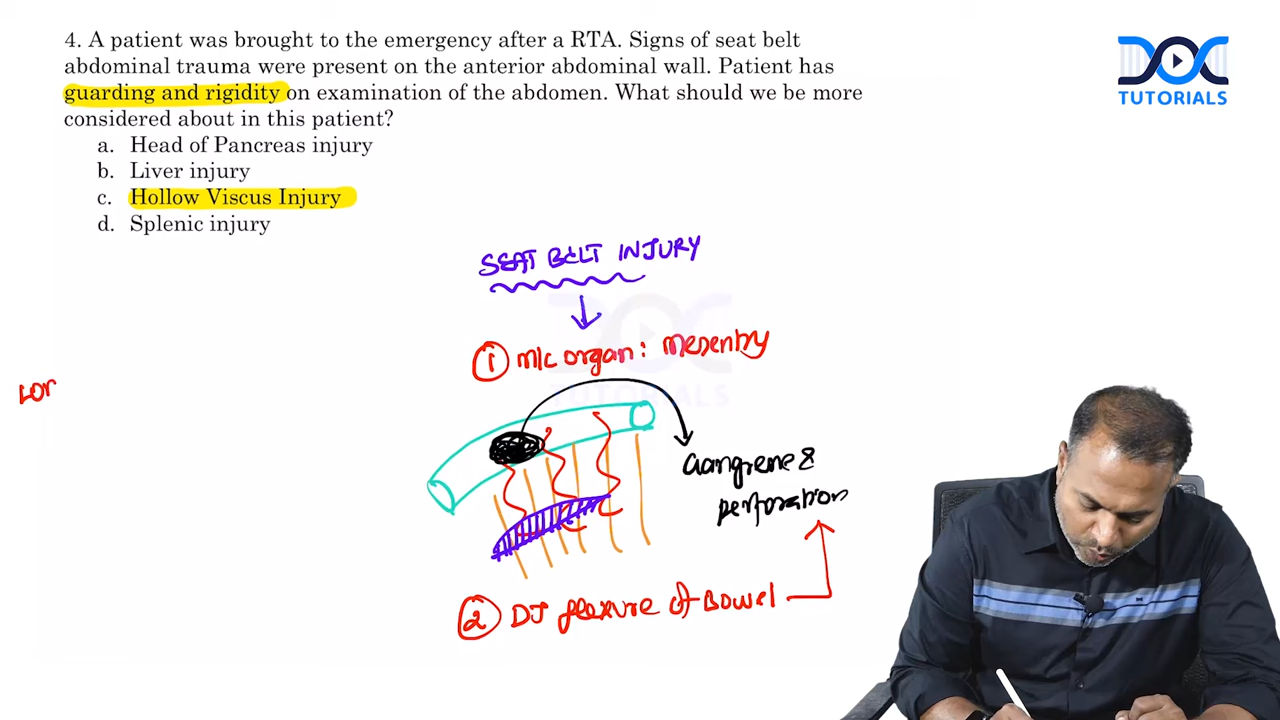 4. A patient was brought to the emergency after a RTA. Signs of seat belt
abdominal trauma were present on the anterior abdominal wall. Patient has
guarding and rigidity on examination of the abdomen. What should we be more
considered about in this patient?
a. Head of Pancreas injury
b. Liver injury
c. Hollow Viscus Injury
d. Splenic injury
DOC
TUTORIALS
SEAT BELT INJURY
① M/C organ: mesentry
TUTORIALS
Gangrene &
perforation
② DJ flexure of Bowel